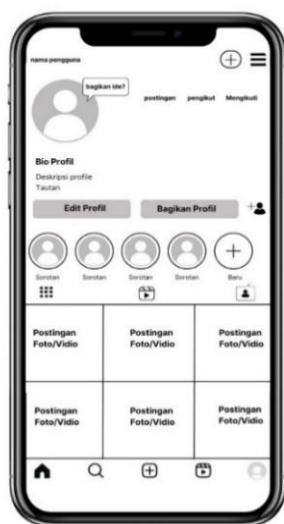 nama pengguna
bagikan ide?
postingan pengikut Mengikuti
Bio Profil
Deskripsi profile
Tautan
Edit Profil Bagikan Profil
Sorotan Sorotan Sorotan Sorotan Baru
Postingan Postingan Postingan
Foto/Vidio Foto/Vidio Foto/Vidio
Postingan Postingan Postingan
Foto/Vidio Foto/Vidio Foto/Vidio